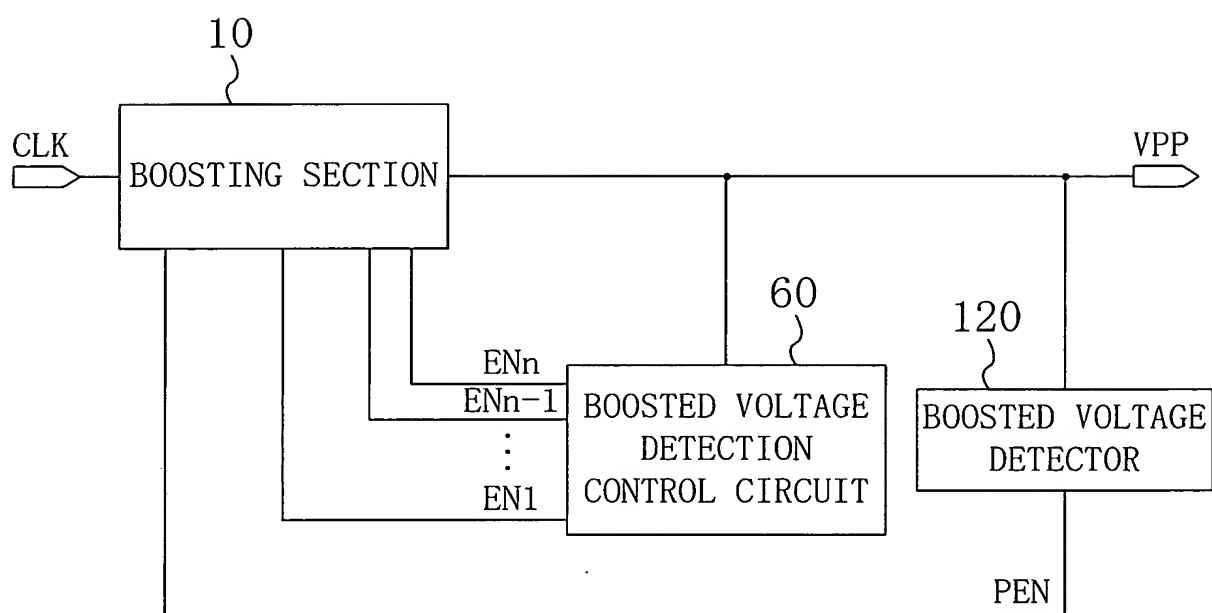 10
CLK
BOOSTING SECTION
VPP
60
120
ENn
ENn-1
⋮
EN1
BOOSTED VOLTAGE
DETECTION
CONTROL CIRCUIT
BOOSTED VOLTAGE
DETECTOR
PEN